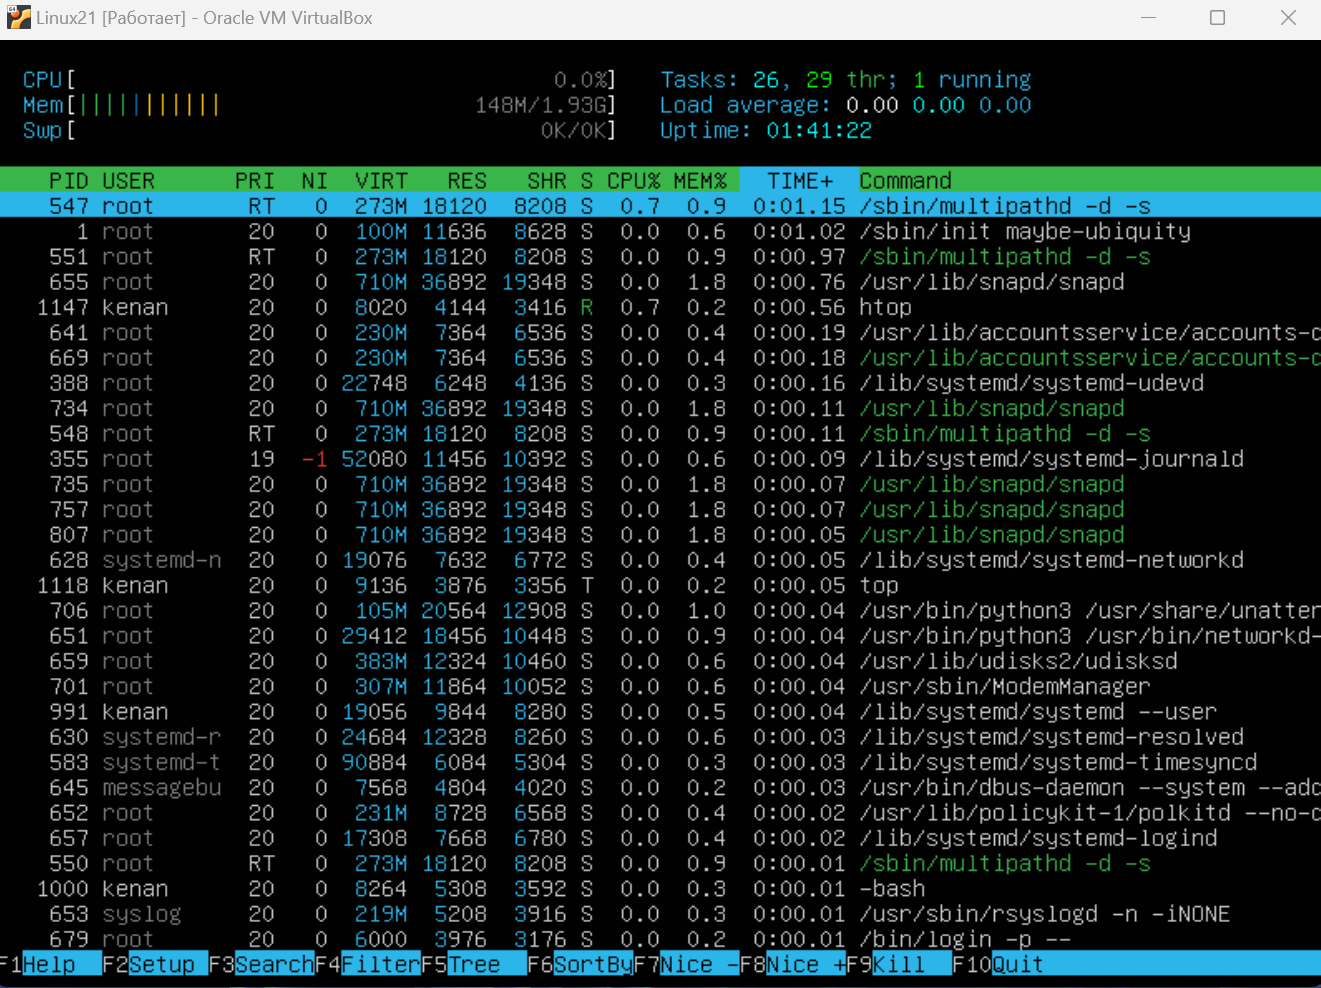 Linux21 [Работает] - Oracle VM VirtualBox
CPU[ 0.0%] Tasks: 26, 29 thr; 1 running
Mem[||||||||||| 148M/1.93G] Load average: 0.00 0.00 0.00
Swp[ 0K/0K] Uptime: 01:41:22
PID USER PRI NI VIRT RES SHR S CPU% MEM% TIME+ Command
547 root RT 0 273M 18120 8208 S 0.7 0.9 0:01.15 /sbin/multipathd -d -s
1 root 20 0 100M 11636 8628 S 0.0 0.6 0:01.02 /sbin/init maybe-ubiquity
551 root RT 0 273M 18120 8208 S 0.0 0.9 0:00.97 /sbin/multipathd -d -s
655 root 20 0 710M 36892 19348 S 0.0 1.8 0:00.76 /usr/lib/snapd/snapd
1147 kenan 20 0 8020 4144 3416 R 0.7 0.2 0:00.56 htop
641 root 20 0 230M 7364 6536 S 0.0 0.4 0:00.19 /usr/lib/accountsservice/accounts-c
669 root 20 0 230M 7364 6536 S 0.0 0.4 0:00.18 /usr/lib/accountsservice/accounts-c
388 root 20 0 22748 6248 4136 S 0.0 0.3 0:00.16 /lib/systemd/systemd-udevd
734 root 20 0 710M 36892 19348 S 0.0 1.8 0:00.11 /usr/lib/snapd/snapd
548 root RT 0 273M 18120 8208 S 0.0 0.9 0:00.11 /sbin/multipathd -d -s
355 root 19 -1 52080 11456 10392 S 0.0 0.6 0:00.09 /lib/systemd/systemd-journald
735 root 20 0 710M 36892 19348 S 0.0 1.8 0:00.07 /usr/lib/snapd/snapd
757 root 20 0 710M 36892 19348 S 0.0 1.8 0:00.07 /usr/lib/snapd/snapd
807 root 20 0 710M 36892 19348 S 0.0 1.8 0:00.05 /usr/lib/snapd/snapd
628 systemd-n 20 0 19076 7632 6772 S 0.0 0.4 0:00.05 /lib/systemd/systemd-networkd
1118 kenan 20 0 9136 3876 3356 T 0.0 0.2 0:00.05 top
706 root 20 0 105M 20564 12908 S 0.0 1.0 0:00.04 /usr/bin/python3 /usr/share/unatter
651 root 20 0 29412 18456 10448 S 0.0 0.9 0:00.04 /usr/bin/python3 /usr/bin/networkd-
659 root 20 0 383M 12324 10460 S 0.0 0.6 0:00.04 /usr/lib/udisks2/udisksd
701 root 20 0 307M 11864 10052 S 0.0 0.6 0:00.04 /usr/sbin/ModemManager
991 kenan 20 0 19056 9844 8280 S 0.0 0.5 0:00.04 /lib/systemd/systemd --user
630 systemd-r 20 0 24684 12328 8260 S 0.0 0.6 0:00.03 /lib/systemd/systemd-resolved
583 systemd-t 20 0 90884 6084 5304 S 0.0 0.3 0:00.03 /lib/systemd/systemd-timesyncd
645 messagebu 20 0 7568 4804 4020 S 0.0 0.2 0:00.03 /usr/bin/dbus-daemon --system --add
652 root 20 0 231M 8728 6568 S 0.0 0.4 0:00.02 /usr/lib/policykit-1/polkitd --no-c
657 root 20 0 17308 7668 6780 S 0.0 0.4 0:00.02 /lib/systemd/systemd-logind
550 root RT 0 273M 18120 8208 S 0.0 0.9 0:00.01 /sbin/multipathd -d -s
1000 kenan 20 0 8264 5308 3592 S 0.0 0.3 0:00.01 -bash
653 syslog 20 0 219M 5208 3916 S 0.0 0.3 0:00.01 /usr/sbin/rsyslogd -n -iNONE
679 root 20 0 6000 3976 3176 S 0.0 0.2 0:00.01 /bin/login -p --
F1Help F2Setup F3SearchF4FilterF5Tree F6SortByF7Nice -F8Nice +F9Kill F10Quit